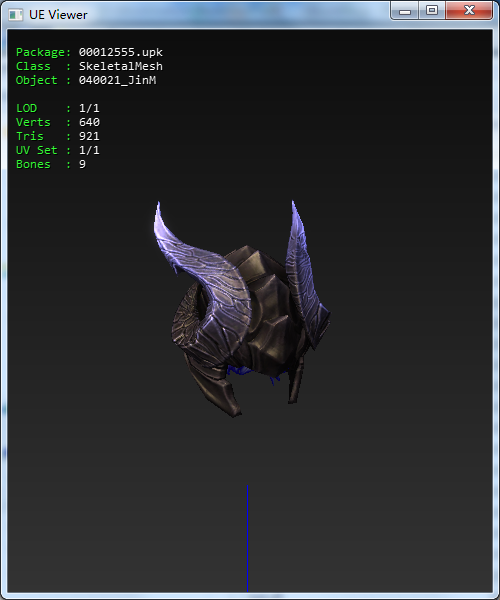 UE Viewer
Package: 00012555.upk
Class : SkeletalMesh
Object : 040021_JinM
LOD : 1/1
Verts : 640
Tris : 921
UV Set : 1/1
Bones : 9